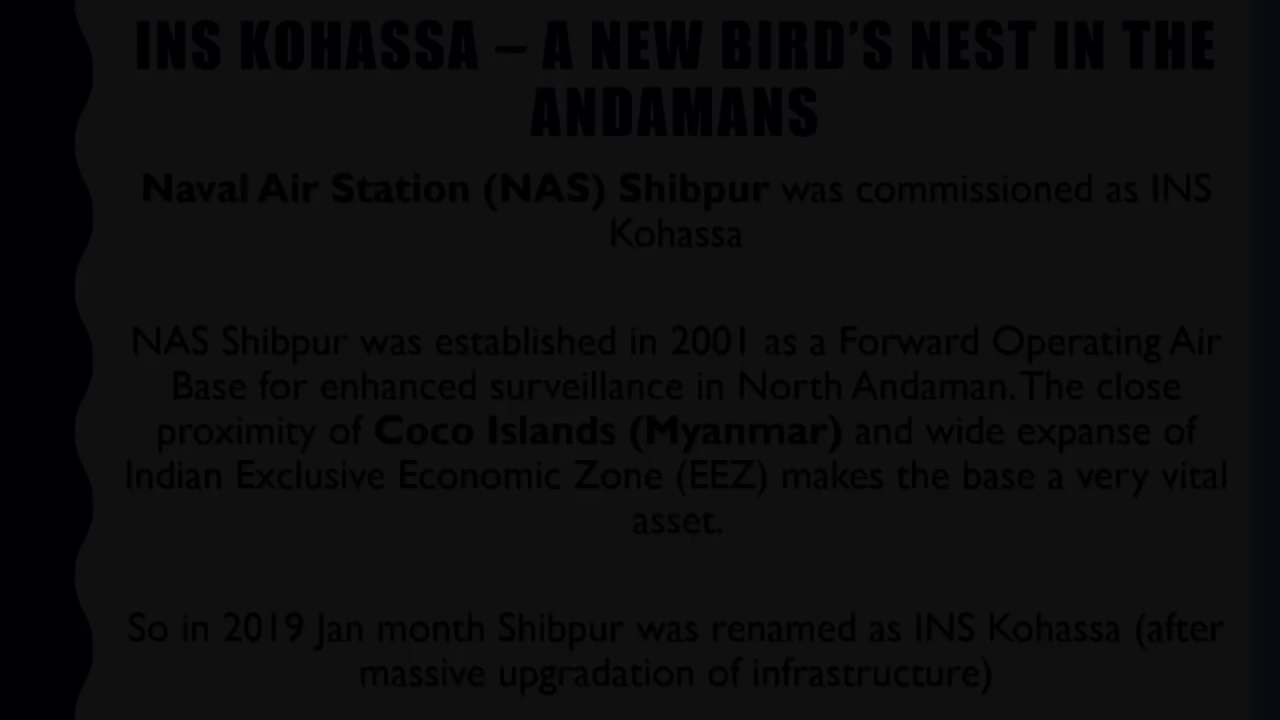 INS KOHASSA – A NEW BIRD’S NEST IN THE
ANDAMANS
Naval Air Station (NAS) Shibpur was commissioned as INS
Kohassa
NAS Shibpur was established in 2001 as a Forward Operating Air
Base for enhanced surveillance in North Andaman. The close
proximity of Coco Islands (Myanmar) and wide expanse of
Indian Exclusive Economic Zone (EEZ) makes the base a very vital
asset.
So in 2019 Jan month Shibpur was renamed as INS Kohassa (after
massive upgradation of infrastructure)